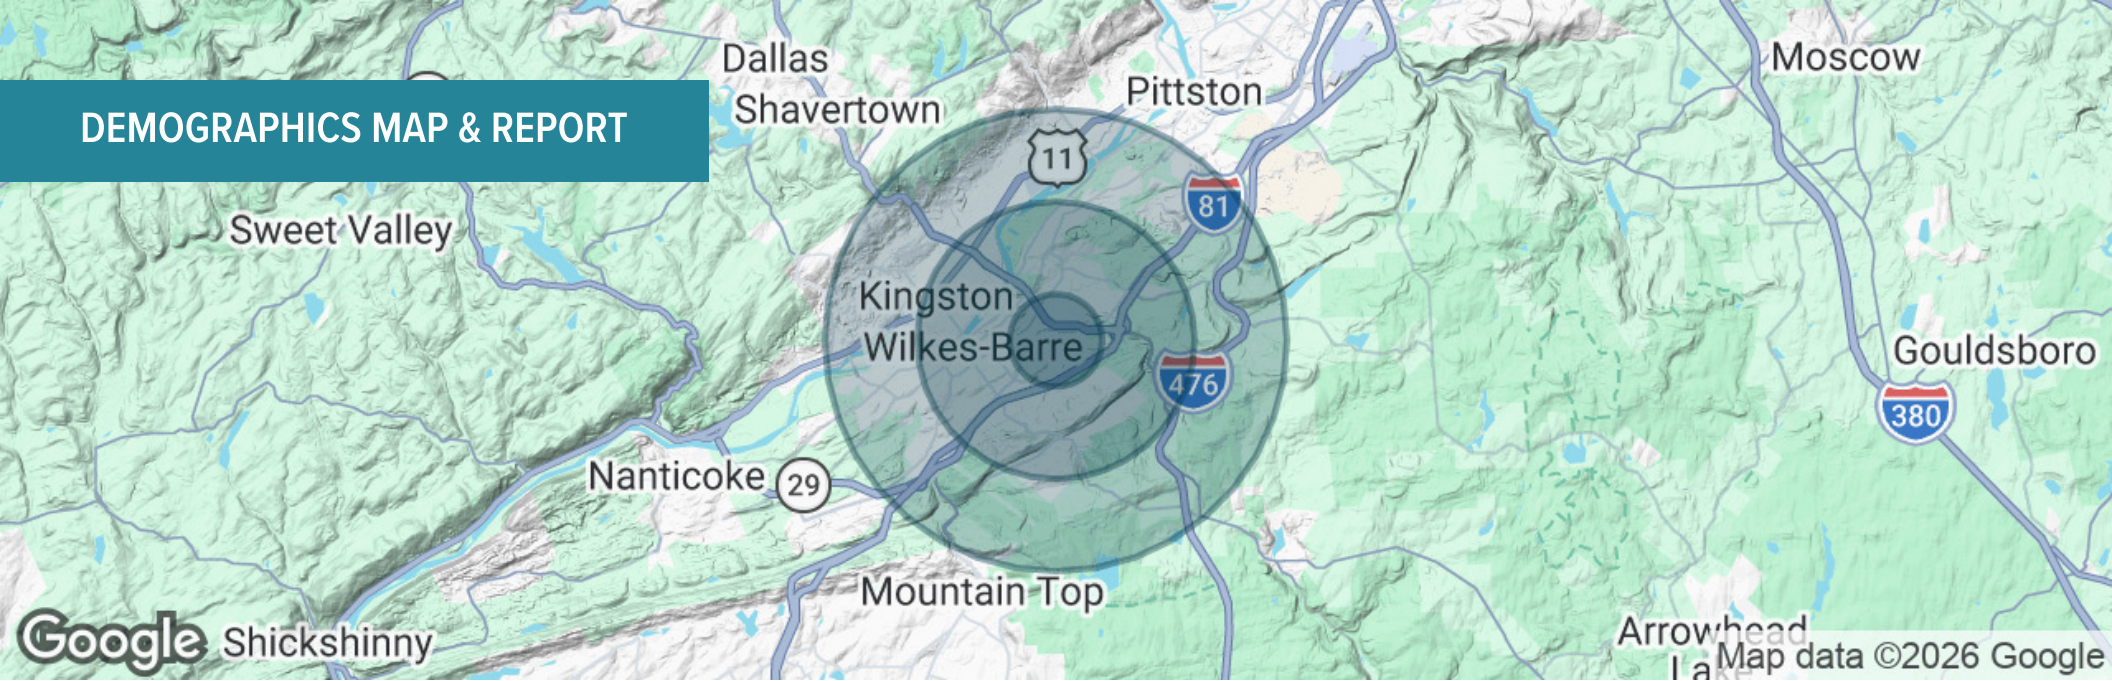 Dallas
Moscow
Shavertown
Pittston
DEMOGRAPHICS MAP & REPORT
11
81
Sweet Valley
Kingston
Wilkes-Barre
476
Gouldsboro
380
Nanticoke
29
Mountain Top
Google
Shickshinny
Arrowhead
Map data ©2026 Google